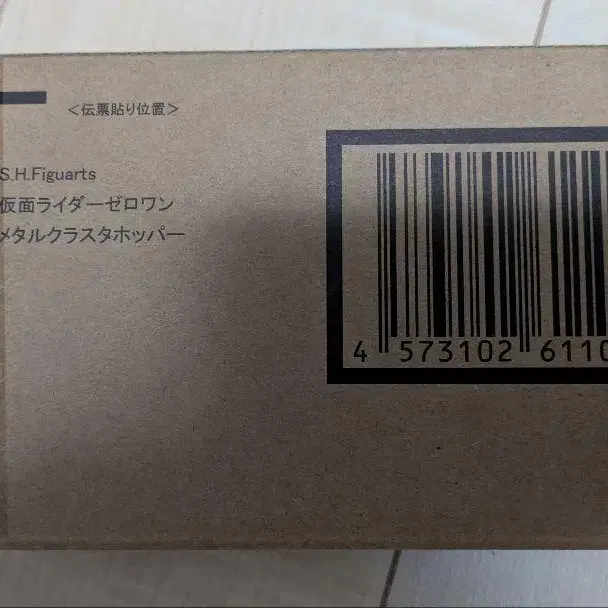 <伝票貼り位置>
S.H.Figuarts
仮面ライダーゼロワン
メタルクラスタホッパー
4 573102 6110